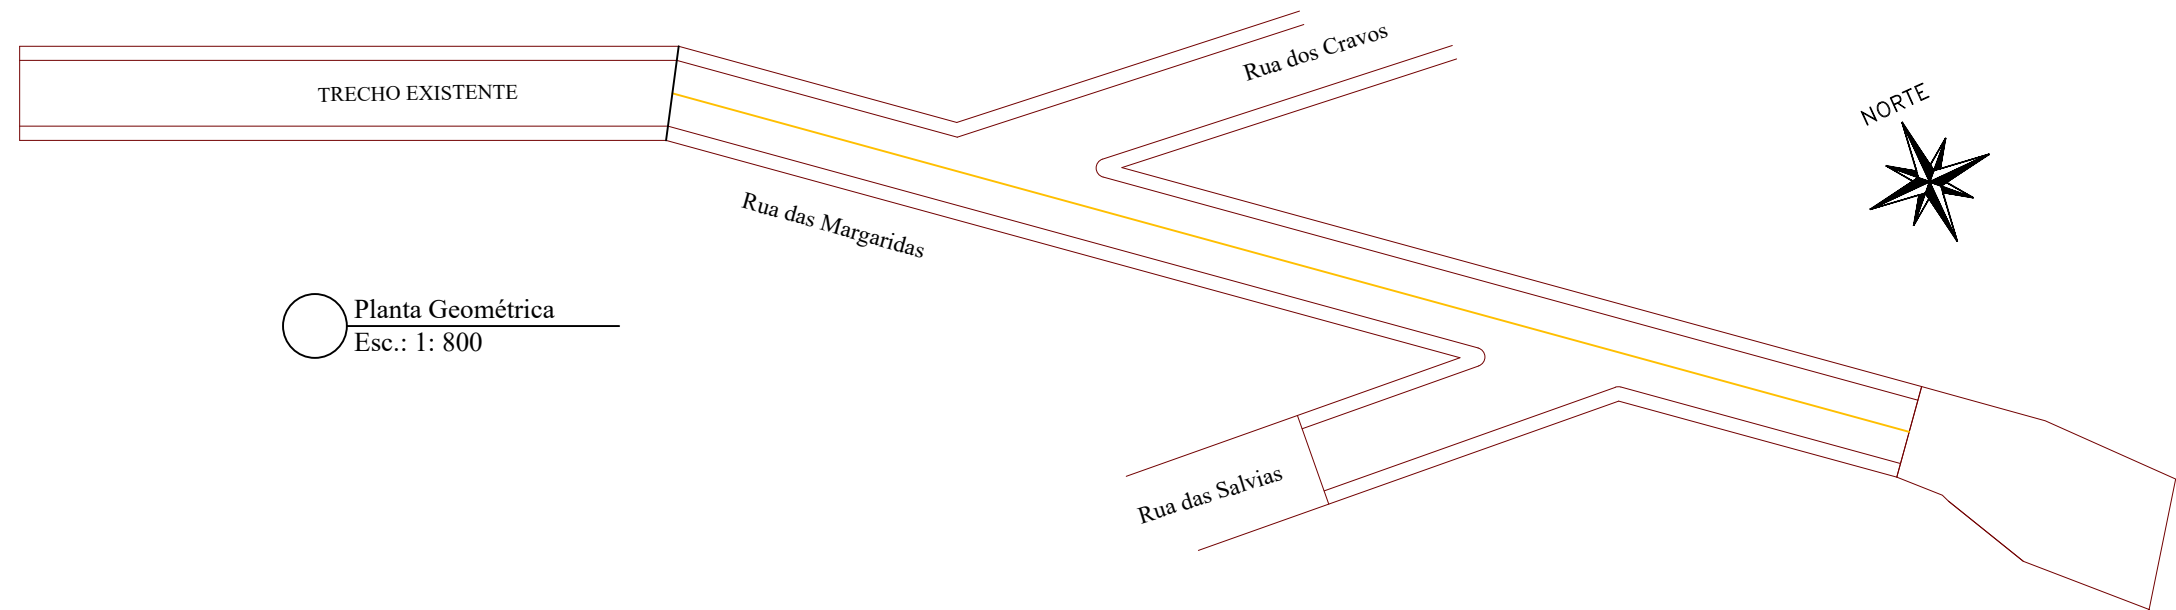 Rua dos Cravos
TRECHO EXISTENTE
NORTE
Rua das Margaridas
Planta Geométrica
Esc.: 1: 800
Rua das Salvias